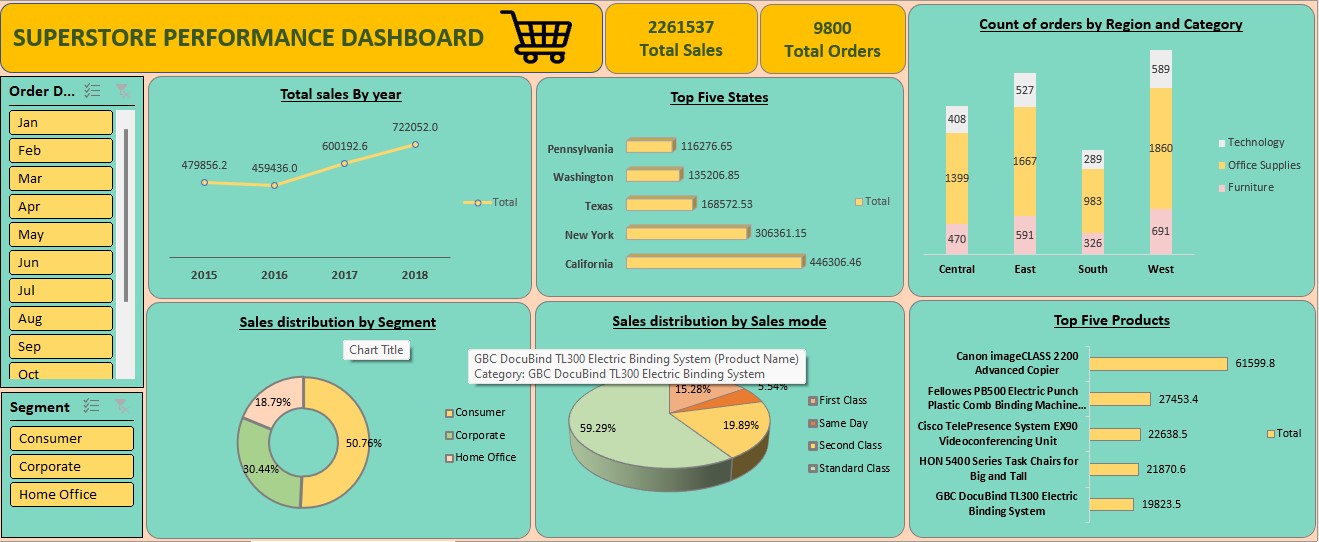 SUPERSTORE PERFORMANCE DASHBOARD
2261537
Total Sales
9800
Total Orders
Order D...
Jan
Feb
Mar
Apr
May
Jun
Jul
Aug
Sep
Oct
Segment
Consumer
Corporate
Home Office
Total sales By year
479856.2
459436.0
600192.6
722052.0
Total
2015
2016
2017
2018
Top Five States
Pennsylvania
116276.65
Washington
135206.85
Texas
168572.53
New York
306361.15
California
446306.46
Total
Count of orders by Region and Category
408
1399
470
527
1667
591
289
983
326
589
1860
691
Central
East
South
West
Technology
Office Supplies
Furniture
Sales distribution by Segment
Chart Title
18.79%
50.76%
30.44%
Consumer
Corporate
Home Office
Sales distribution by Sales mode
GBC DocuBind TL300 Electric Binding System (Product Name)
Category: GBC DocuBind TL300 Electric Binding System
15.28%
5.54%
19.89%
59.29%
First Class
Same Day
Second Class
Standard Class
Top Five Products
Canon imageCLASS 2200
Advanced Copier
61599.8
Fellowes PB500 Electric Punch
Plastic Comb Binding Machine...
27453.4
Cisco TelePresence System EX90
Videoconferencing Unit
22638.5
HON 5400 Series Task Chairs for
Big and Tall
21870.6
GBC DocuBind TL300 Electric
Binding System
19823.5
Total